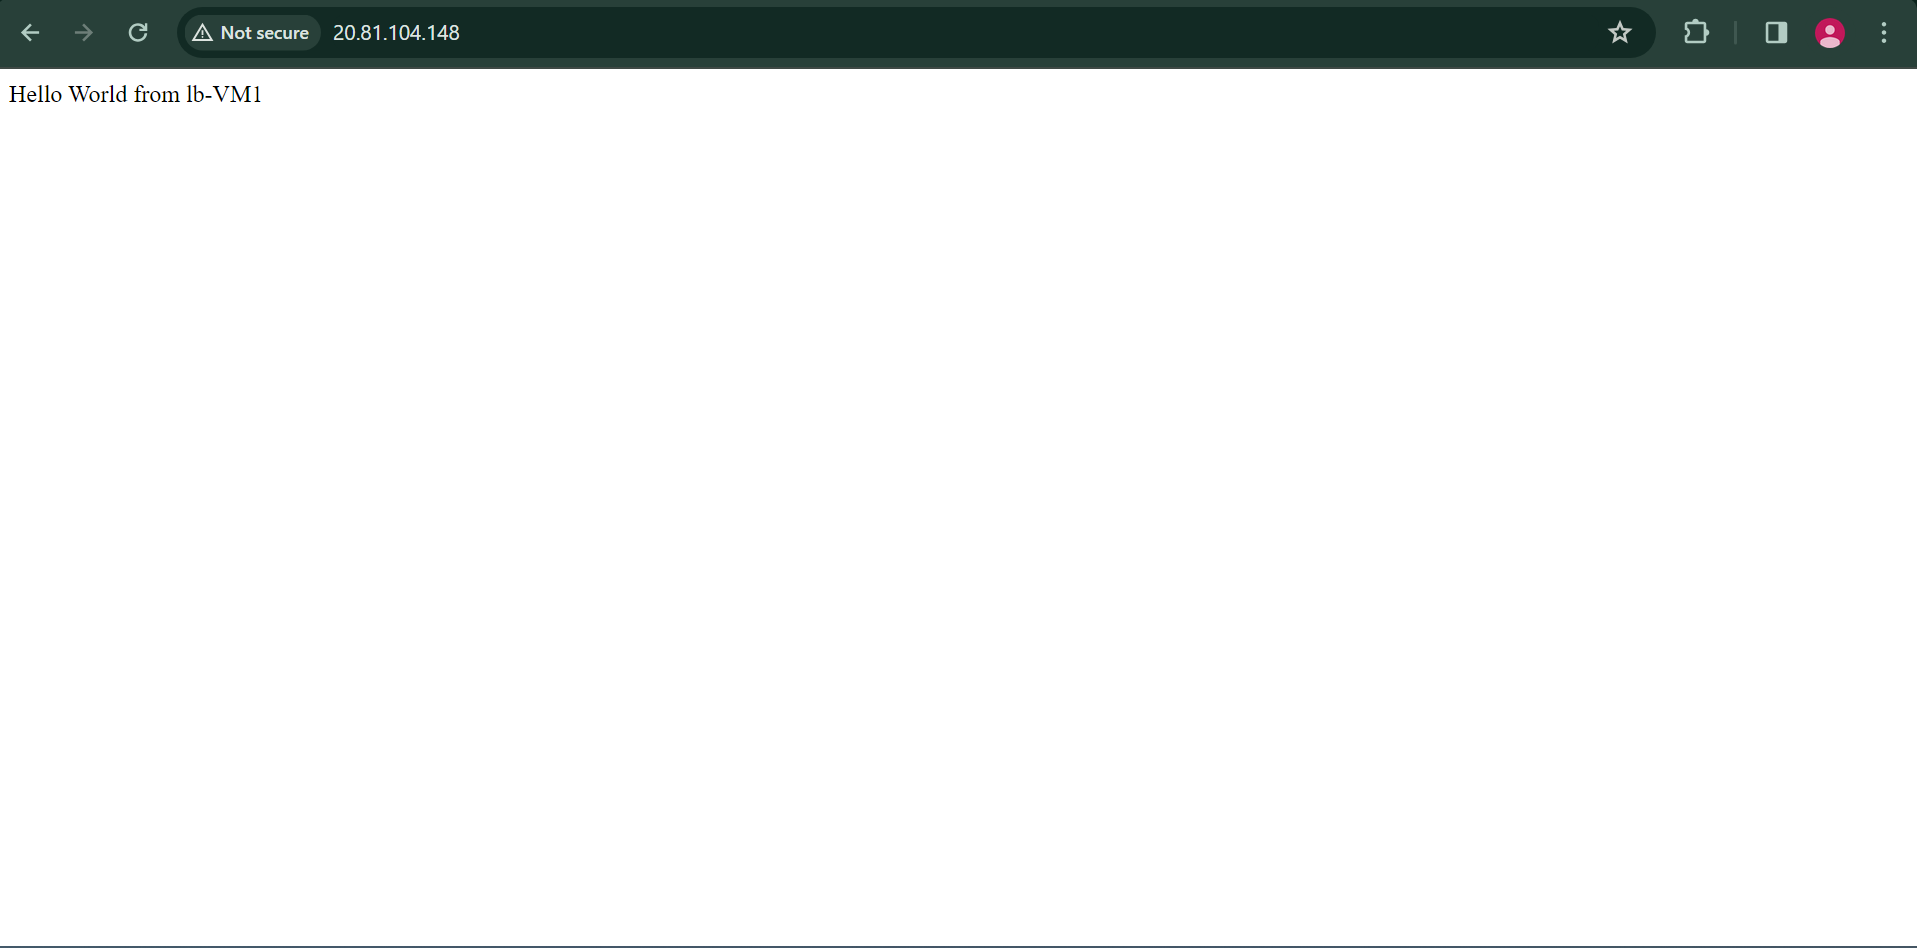 Not secure 20.81.104.148
Hello World from lb-VM1